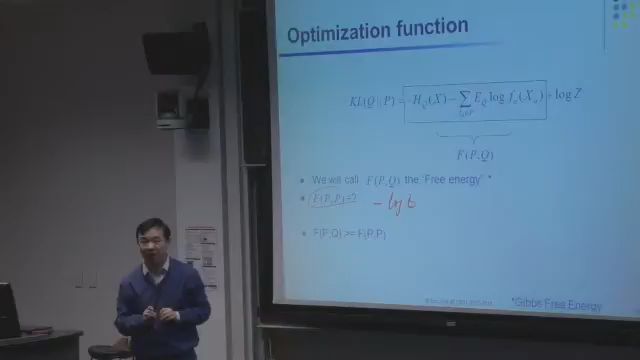 Optimization function
KL(Q||P) = -H_Q(X) - ∑ E_Q log f_a(X_a) + log Z
F(P,Q)
• We will call F(P,Q) the "Free energy" *
• F(P,P)=?
• F(P,Q) >= F(P,P)
*Gibbs Free Energy